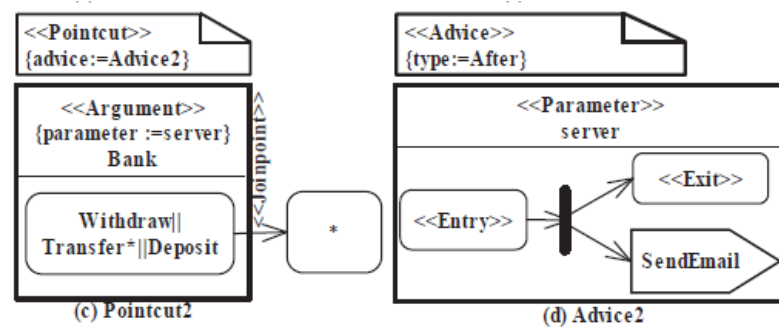 <<Pointcut>>
{advice:=Advice2}
<<Argument>>
{parameter :=server}
Bank
Withdraw||
Transfer*||Deposit
<<Joinpoint>>
*
(c) Pointcut2
<<Advice>>
{type:=After}
<<Parameter>>
server
<<Entry>>
<<Exit>>
SendEmail
(d) Advice2